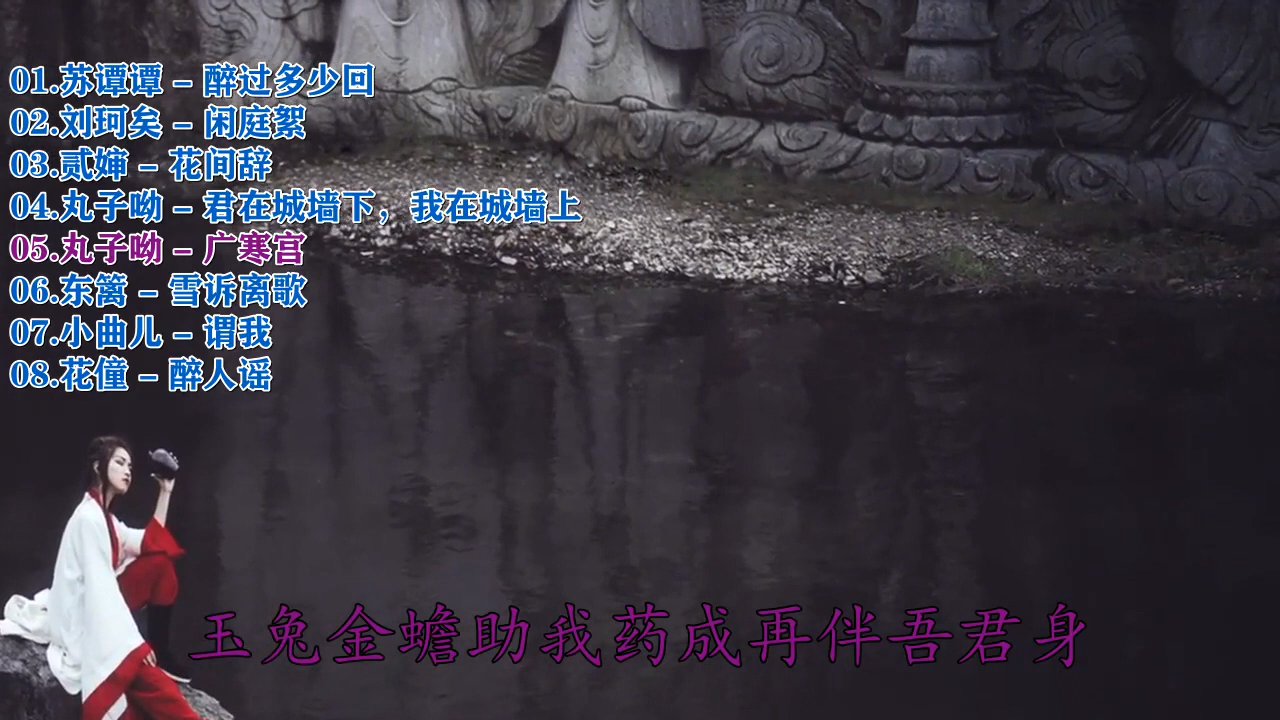 01.苏谭谭 - 醉过多少回
02.刘珂矣 - 闲庭絮
03.贰婶 - 花间辞
04.丸子呦 - 君在城墙下，我在城墙上
05.丸子呦 - 广寒宫
06.东篱 - 雪诉离歌
07.小曲儿 - 谓我
08.花僮 - 醉人谣
玉兔金蟾助我药成再伴吾君身